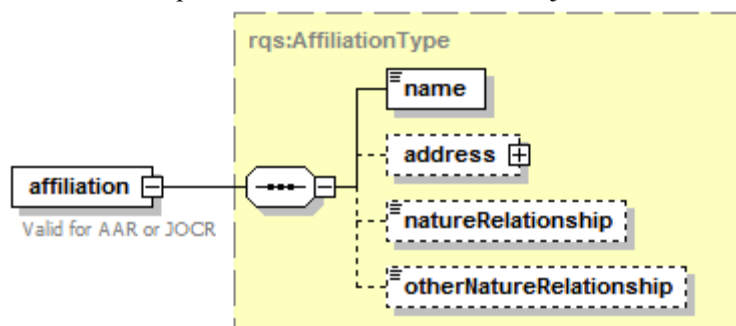 rqs:AffiliationType
name
address
affiliation
Valid for AAR or JOCR
natureRelationship
otherNatureRelationship